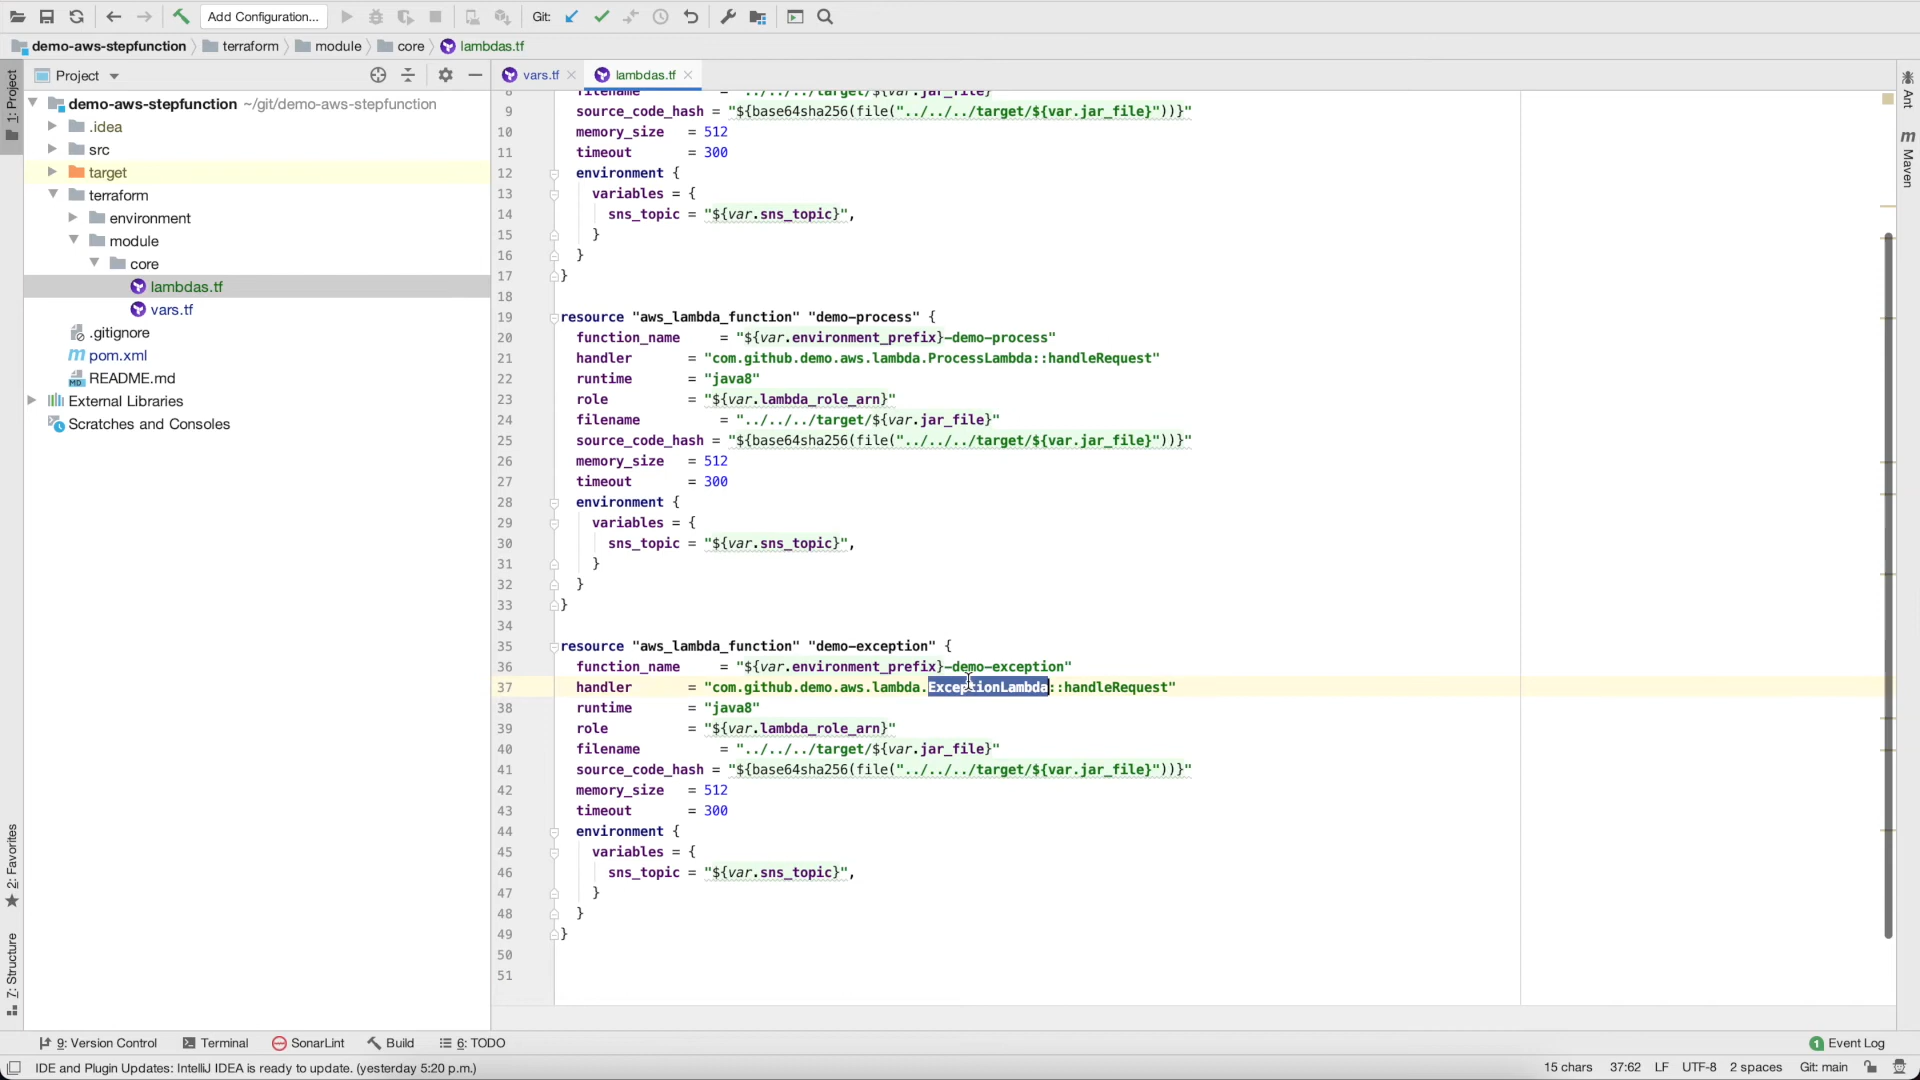 Add Configuration...
Git:
demo-aws-stepfunction
terraform
module
core
lambdas.tf
1: Project
Project
demo-aws-stepfunction ~/git/demo-aws-stepfunction
.idea
src
target
terraform
environment
module
core
lambdas.tf
vars.tf
.gitignore
m pom.xml
MD README.md
External Libraries
Scratches and Consoles
vars.tf
lambdas.tf
8 filename = "../../../target/${var.jar_file}"
9 source_code_hash = "${base64sha256(file("../../../target/${var.jar_file}"))}"
10 memory_size = 512
11 timeout = 300
12 environment {
13 variables = {
14 sns_topic = "${var.sns_topic}",
15 }
16 }
17 }
18
19 resource "aws_lambda_function" "demo-process" {
20 function_name = "${var.environment_prefix}-demo-process"
21 handler = "com.github.demo.aws.lambda.ProcessLambda::handleRequest"
22 runtime = "java8"
23 role = "${var.lambda_role_arn}"
24 filename = "../../../target/${var.jar_file}"
25 source_code_hash = "${base64sha256(file("../../../target/${var.jar_file}"))}"
26 memory_size = 512
27 timeout = 300
28 environment {
29 variables = {
30 sns_topic = "${var.sns_topic}",
31 }
32 }
33 }
34
35 resource "aws_lambda_function" "demo-exception" {
36 function_name = "${var.environment_prefix}-demo-exception"
37 handler = "com.github.demo.aws.lambda.ExceptionLambda::handleRequest"
38 runtime = "java8"
39 role = "${var.lambda_role_arn}"
40 filename = "../../../target/${var.jar_file}"
41 source_code_hash = "${base64sha256(file("../../../target/${var.jar_file}"))}"
42 memory_size = 512
43 timeout = 300
44 environment {
45 variables = {
46 sns_topic = "${var.sns_topic}",
47 }
48 }
49 }
50
51
Ant
m Maven
2: Favorites
7: Structure
9: Version Control
Terminal
SonarLint
Build
6: TODO
1 Event Log
IDE and Plugin Updates: IntelliJ IDEA is ready to update. (yesterday 5:20 p.m.)
15 chars 37:62 LF UTF-8 2 spaces Git: main